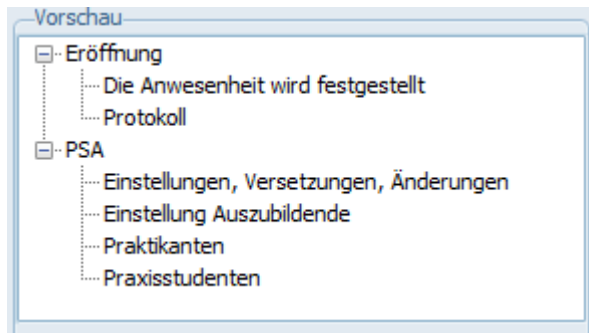 Vorschau
Eröffnung
Die Anwesenheit wird festgestellt
Protokoll
PSA
Einstellungen, Versetzungen, Änderungen
Einstellung Auszubildende
Praktikanten
Praxisstudenten